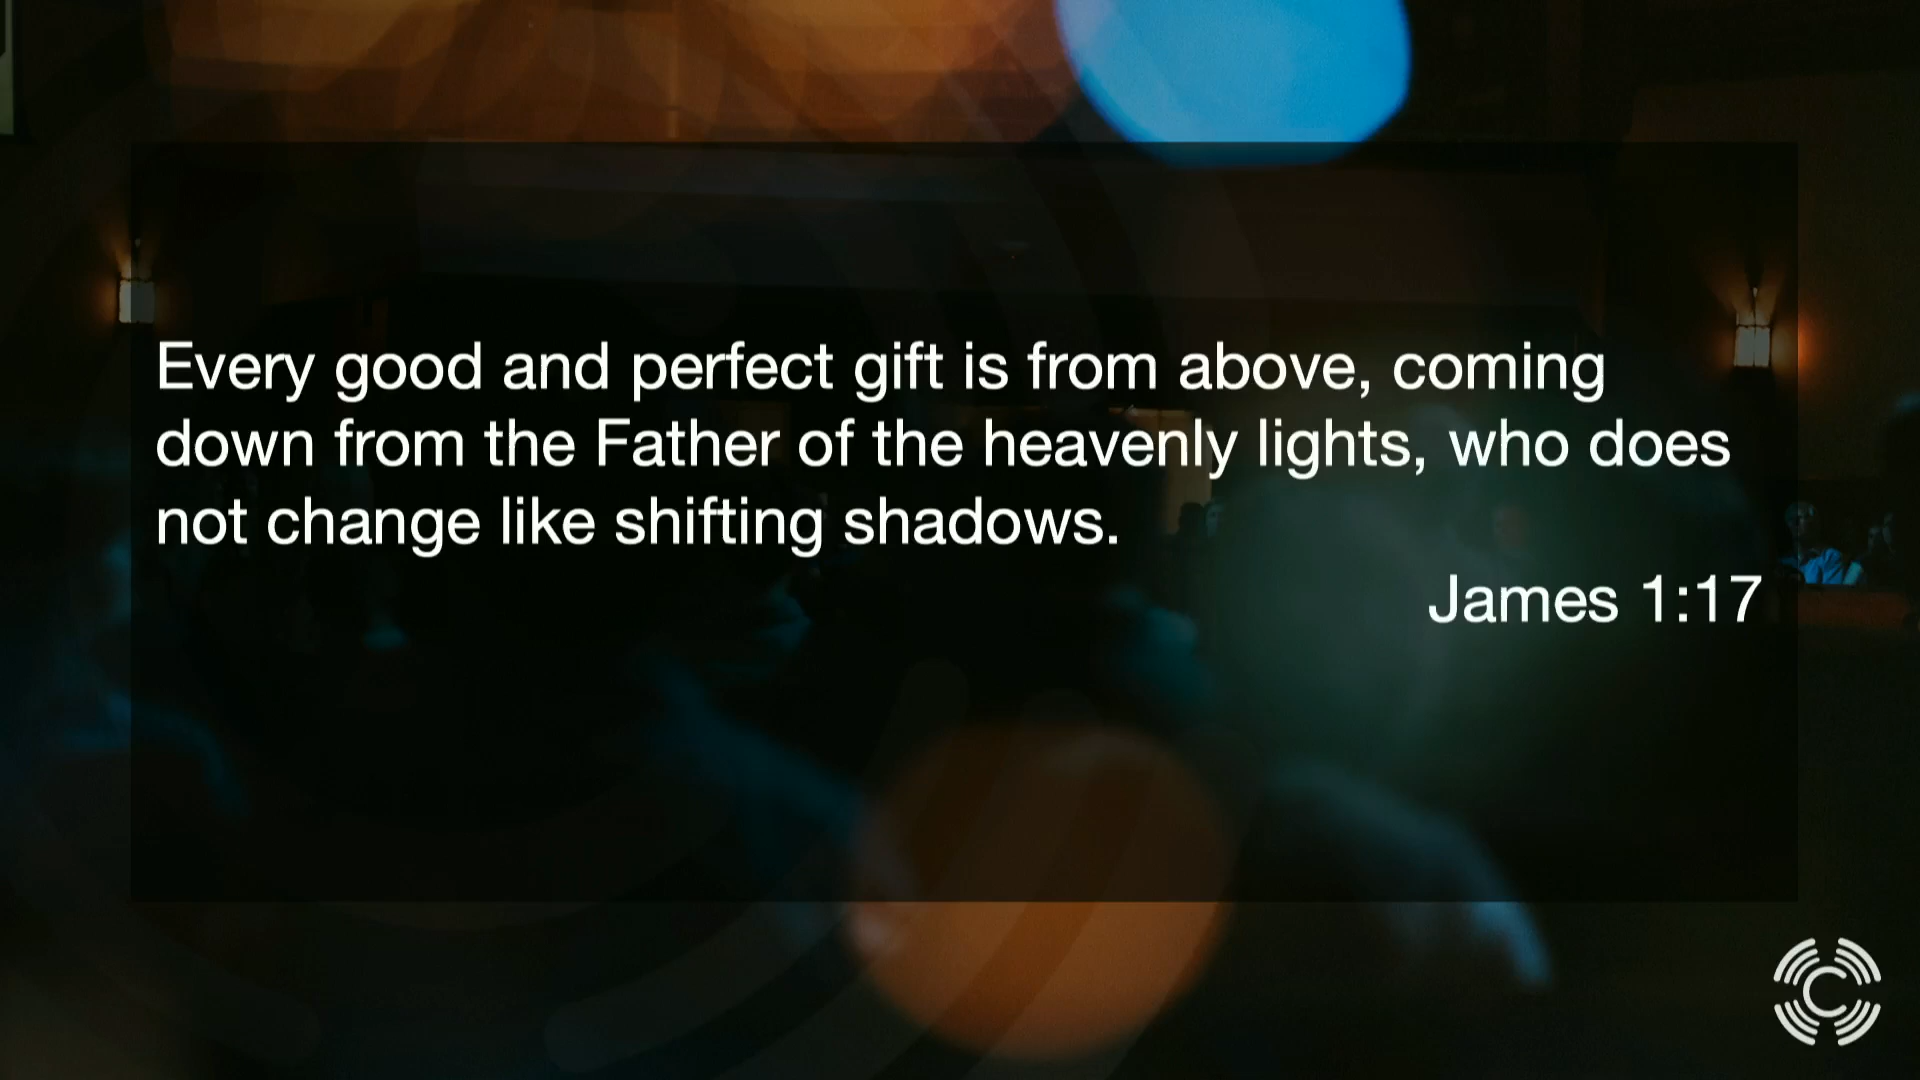 Every good and perfect gift is from above, coming
down from the Father of the heavenly lights, who does
not change like shifting shadows.
James 1:17
C